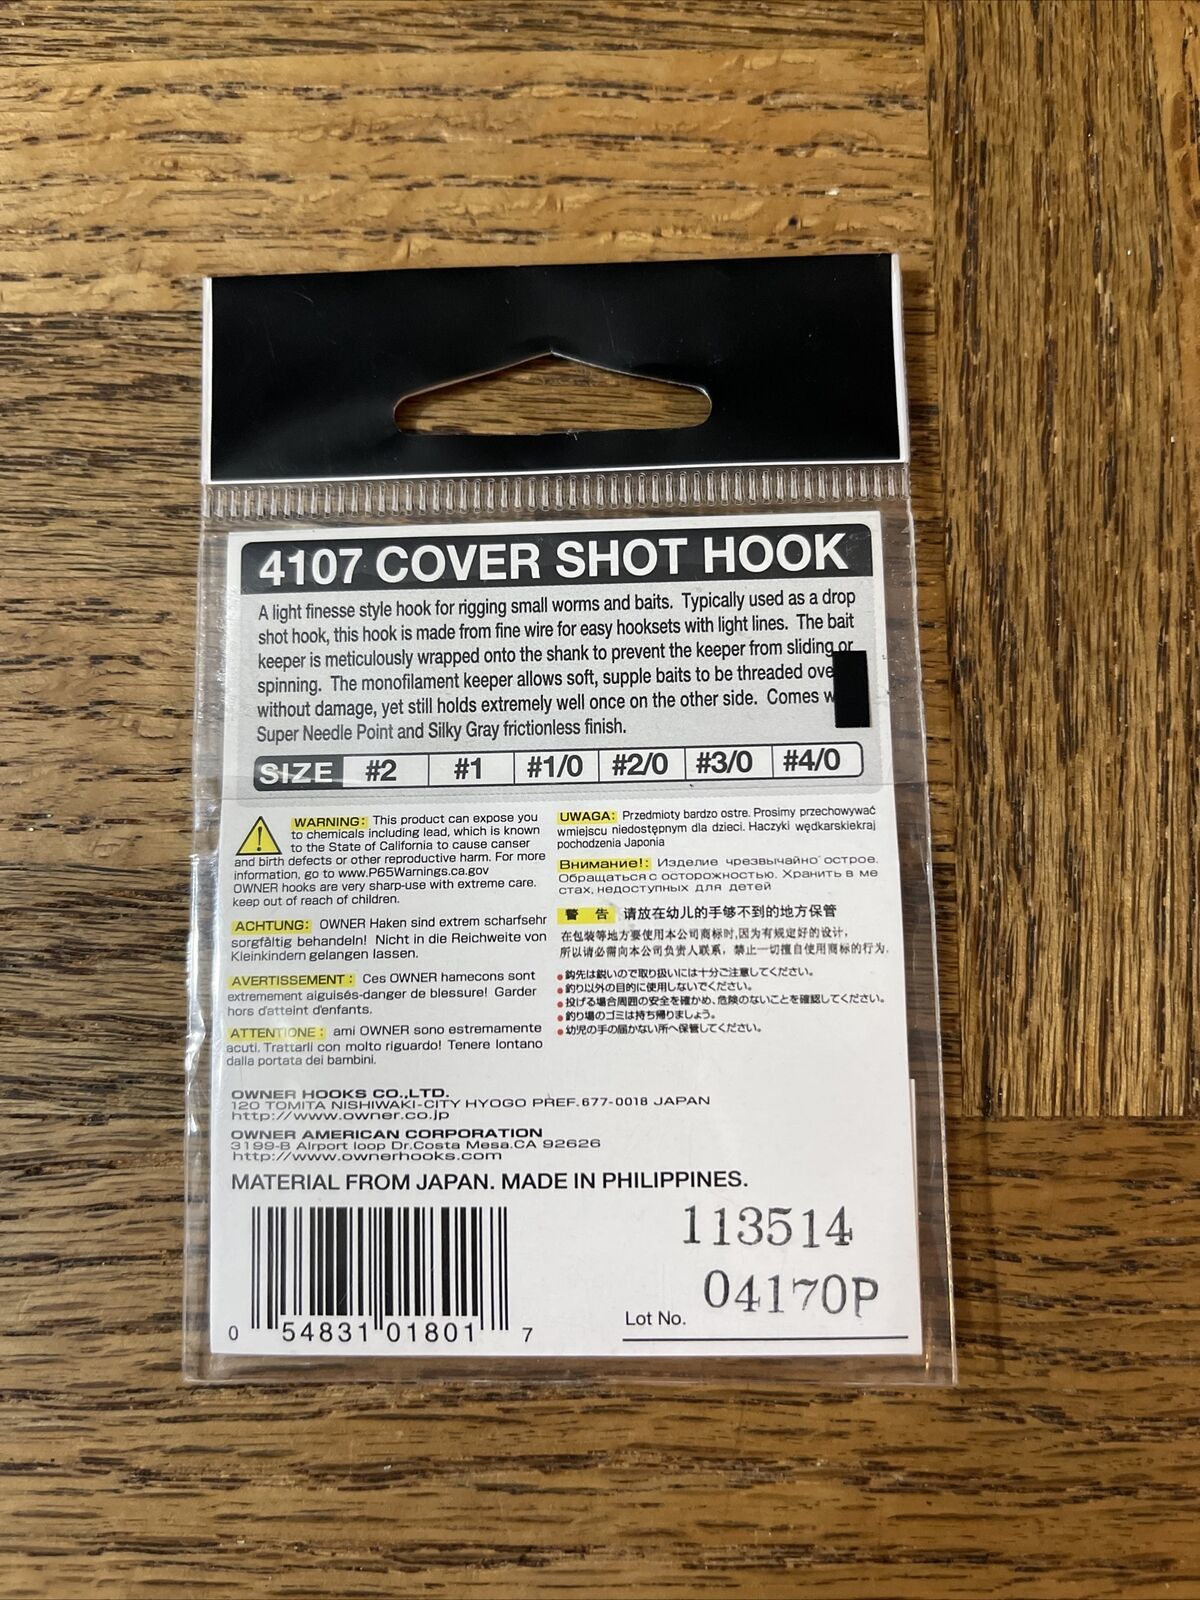 4107 COVER SHOT HOOK
A light finesse style hook for rigging small worms and baits. Typically used as a drop
shot hook, this hook is made from fine wire for easy hooksets with light lines. The bait
keeper is meticulously wrapped onto the shank to prevent the keeper from sliding or
spinning. The monofilament keeper allows soft, supple baits to be threaded ove
without damage, yet still holds extremely well once on the other side. Comes w
Super Needle Point and Silky Gray frictionless finish.
SIZE #2 #1 #1/0 #2/0 #3/0 #4/0
WARNING: This product can expose you
to chemicals including lead, which is known
to the State of California to cause canser
and birth defects or other reproductive harm. For more
information, go to www.P65Warnings.ca.gov
OWNER hooks are very sharp-use with extreme care.
keep out of reach of children.
ACHTUNG: OWNER Haken sind extrem scharfsehr
sorgfältig behandeln! Nicht in die Reichweite von
Kleinkindern gelangen lassen.
AVERTISSEMENT: Ces OWNER hamecons sont
extremement aiguisés-danger de blessure! Garder
hors d'atteint d'enfants.
ATTENTIONE: ami OWNER sono estremamente
acuti. Trattarli con molto riguardo! Tenere lontano
dalla portata dei bambini.
UWAGA: Przedmioty bardzo ostre. Prosimy przechowywać
wmiejscu niedostępnym dla dzieci. Haczyki wędkarskiekraj
pochodzenia Japonia
Внимание!: Изделие чрезвычайно острое.
Обращаться с осторожностью. Хранить в ме
стах, недоступных для детей
警 告 请放在幼儿的手够不到的地方保管
在包装等地方要使用本公司商标时,因为有规定好的设计,
所以请必需向本公司负责人联系, 禁止一切擅自使用商标的行为.
●鈎先は鋭いので取り扱いには十分ご注意してください。
●釣り以外の目的に使用しないでください。
●投げる場合周囲の安全を確かめ、危険のないことを確認してください。
●釣り場のゴミは持ち帰りましょう。
●幼児の手の届かない所へ保管してください。
OWNER HOOKS CO.,LTD.
120 TOMITA NISHIWAKI-CITY HYOGO PREF.677-0018 JAPAN
http://www.owner.co.jp
OWNER AMERICAN CORPORATION
3199-B Airport loop Dr.Costa Mesa.CA 92626
http://www.ownerhooks.com
MATERIAL FROM JAPAN. MADE IN PHILIPPINES.
0 54831 01801 7
113514
Lot No. 04170P